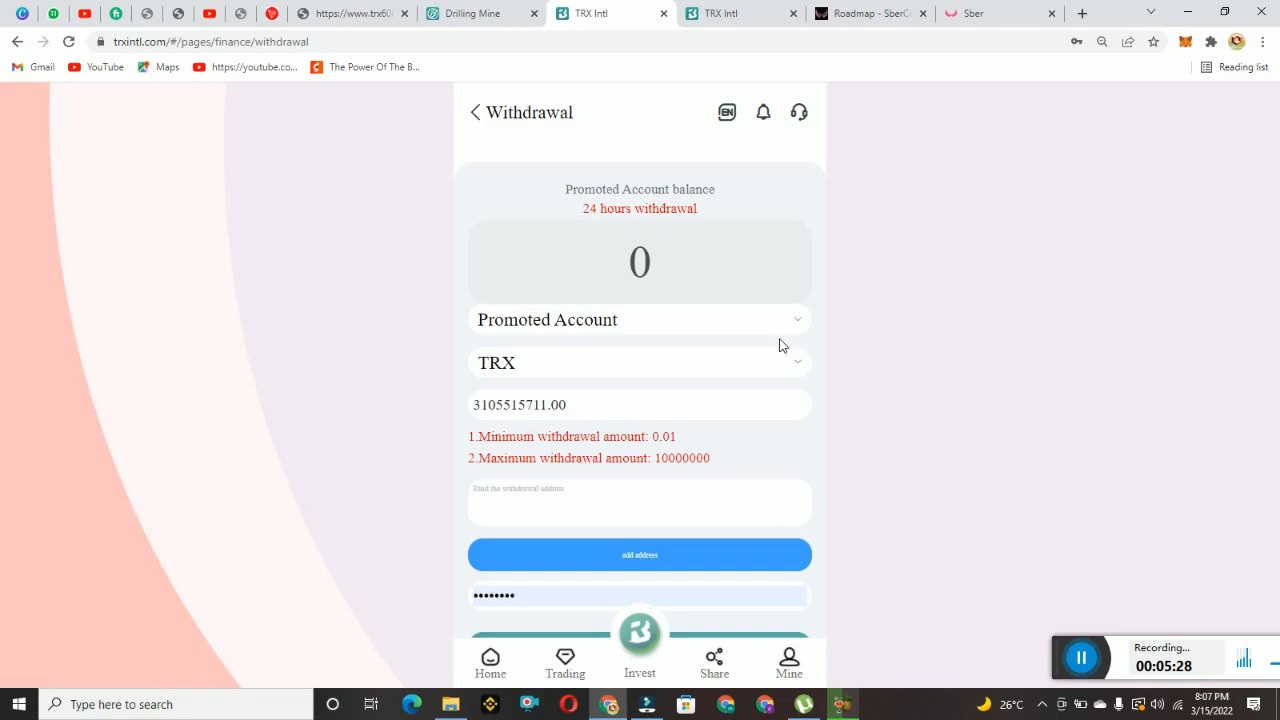 https://www.trx60
Drilling Mine
TRX Intl
TRX Intl
Roadmap - SberC
Sber
trxintl.com/#/pages/finance/withdrawal
Gmail
YouTube
Maps
https://youtube.co...
The Power Of The B...
Reading list
Withdrawal
EN
Promoted Account balance
24 hours withdrawal
0
Promoted Account
TRX
3105515711.00
1.Minimum withdrawal amount: 0.01
2.Maximum withdrawal amount: 10000000
Bind the withdrawal address
add address
Home
Trading
Invest
Share
Mine
Recording...
00:05:28
Type here to search
26°C
8:07 PM
3/15/2022